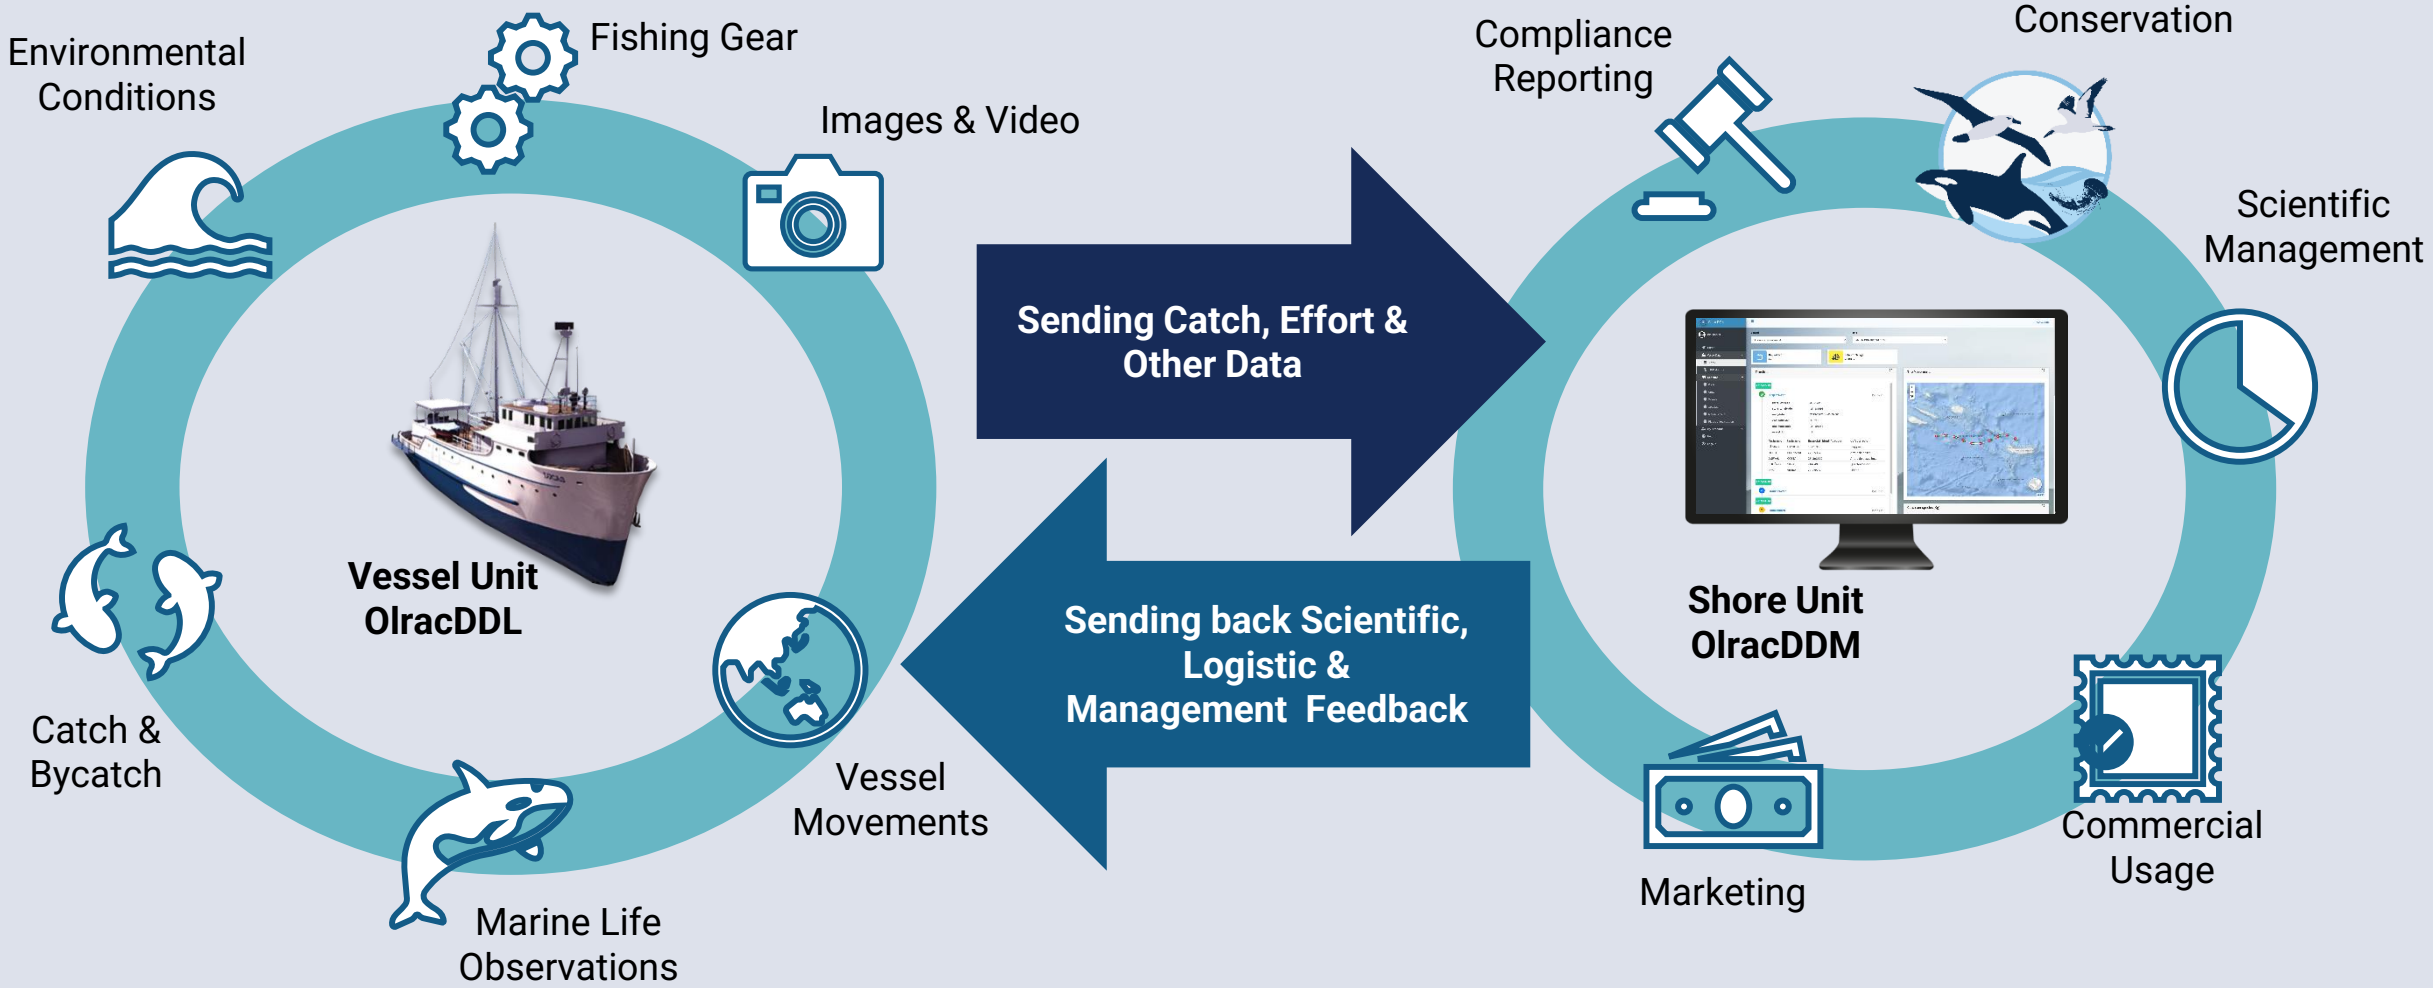 Environmental
Conditions
Fishing Gear
Images & Video
Vessel Unit
OlracDDL
Catch &
Bycatch
Marine Life
Observations
Vessel
Movements
Sending Catch, Effort &
Other Data
Sending back Scientific,
Logistic &
Management  Feedback
Compliance
Reporting
Conservation
Scientific
Management
Shore Unit
OlracDDM
Marketing
Commercial
Usage